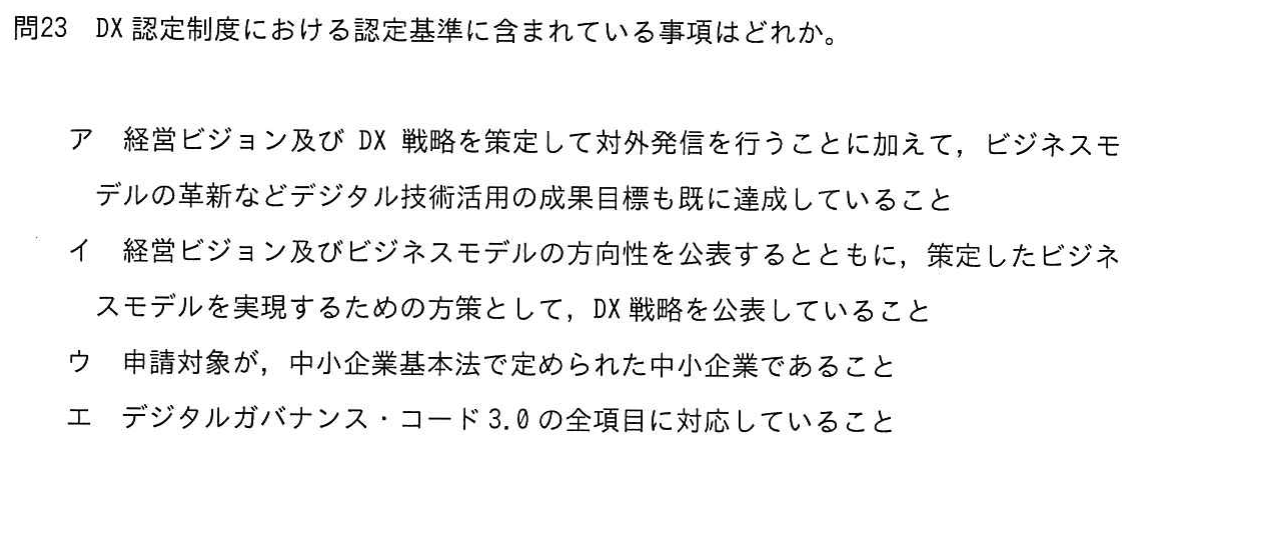 問23 DX認定制度における認定基準に含まれている事項はどれか。
ア 経営ビジョン及び DX 戦略を策定して対外発信を行うことに加えて，ビジネスモ
デルの革新などデジタル技術活用の成果目標も既に達成していること
イ 経営ビジョン及びビジネスモデルの方向性を公表するとともに，策定したビジネ
スモデルを実現するための方策として，DX戦略を公表していること
ウ 申請対象が，中小企業基本法で定められた中小企業であること
エ デジタルガバナンス・コード3.0の全項目に対応していること